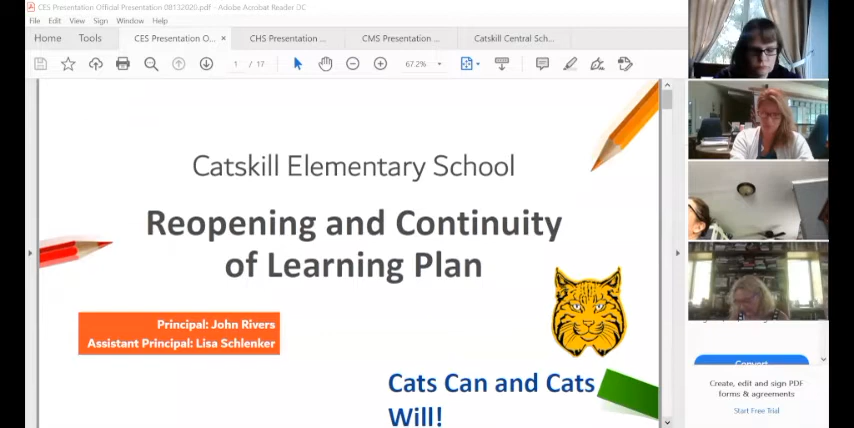 CES Presentation Official Presentation 08132020.pdf - Adobe Acrobat Reader DC
File Edit View Sign Window Help
Home Tools CES Presentation O... × CHS Presentation ... CMS Presentation ... Catskill Central Sch...
1 / 17 67.2%
Catskill Elementary School
Reopening and Continuity
of Learning Plan
Principal: John Rivers
Assistant Principal: Lisa Schlenker
Cats Can and Cats
Will!
Convert
Create, edit and sign PDF
forms & agreements
Start Free Trial